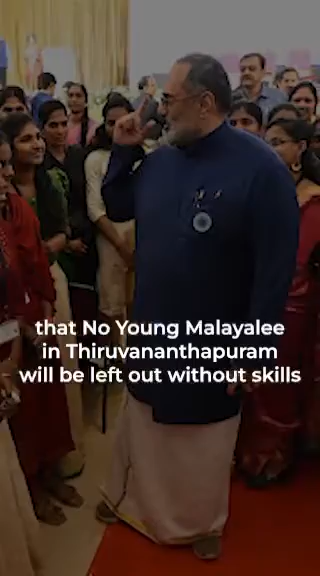 that No Young Malayalee
in Thiruvananthapuram
will be left out without skills